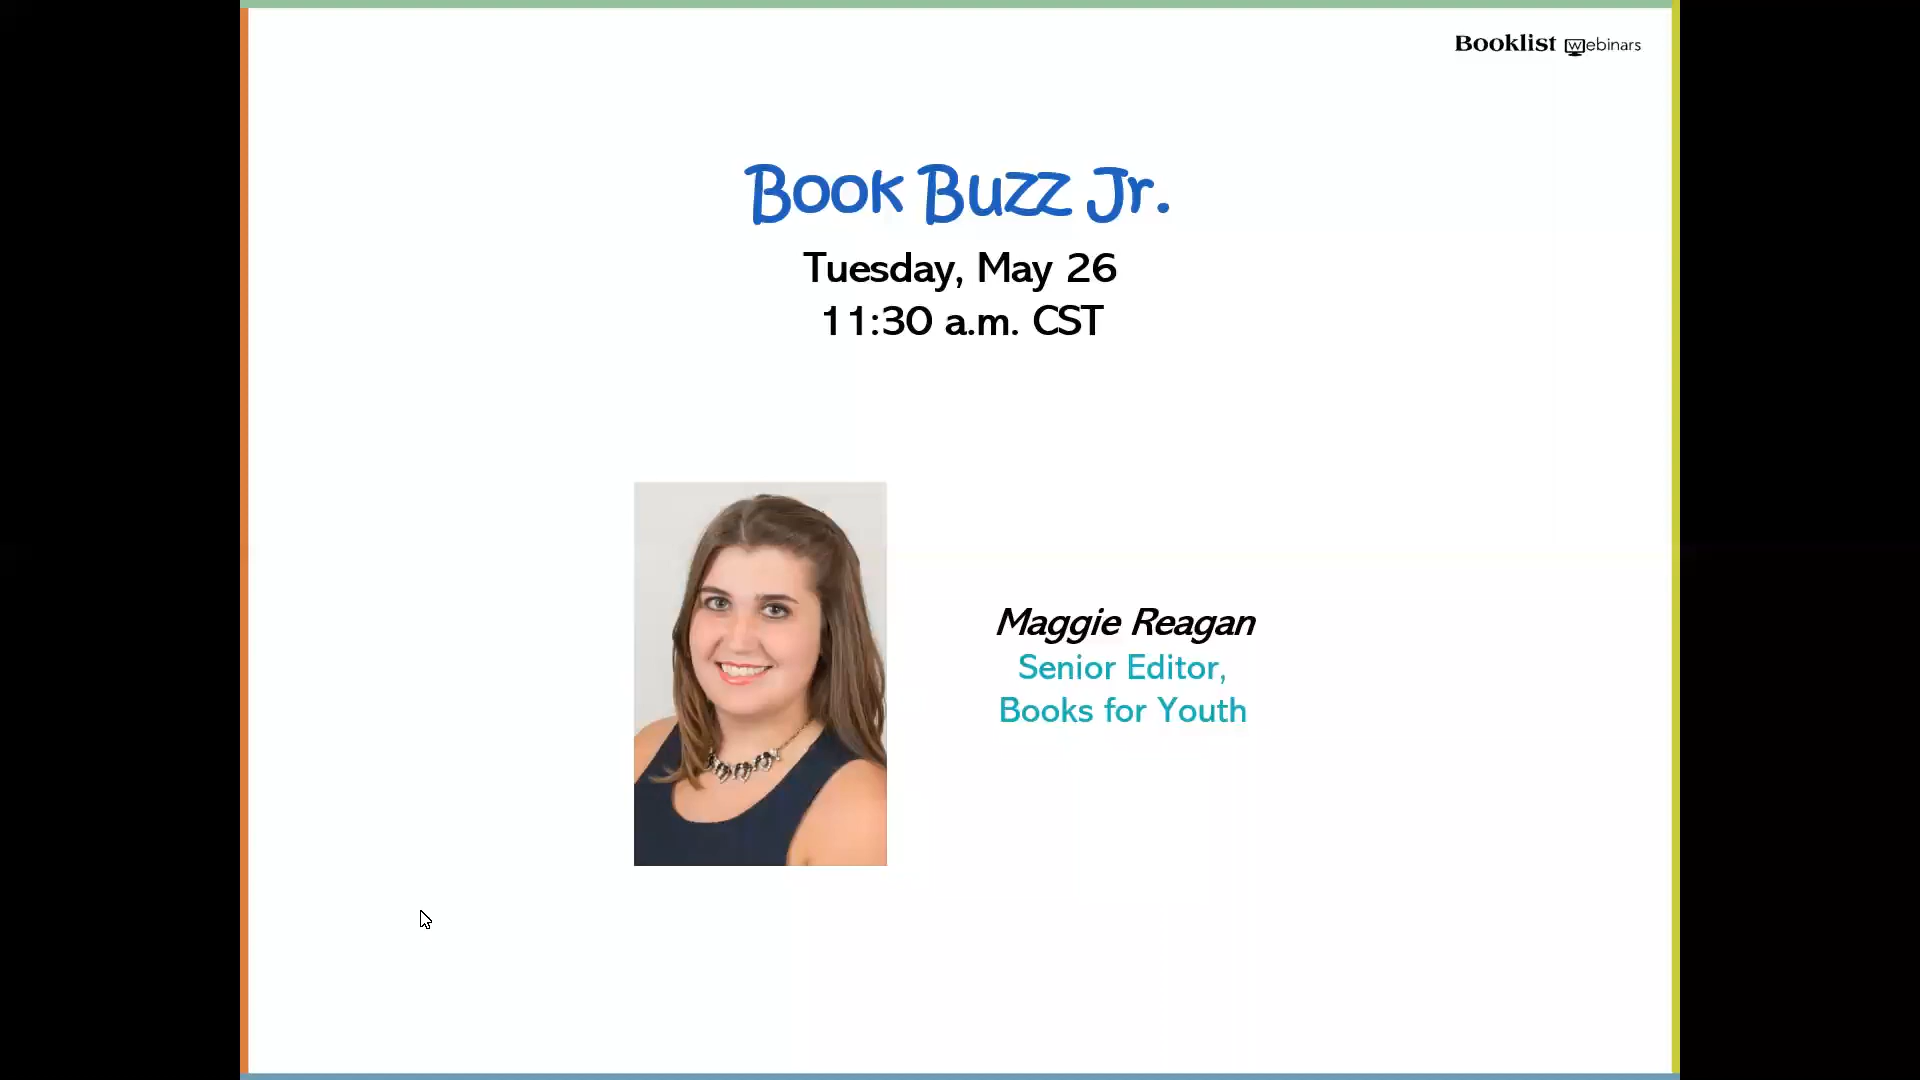 Booklist Webinars
Book Buzz Jr.
Tuesday, May 26
11:30 a.m. CST
Maggie Reagan
Senior Editor,
Books for Youth